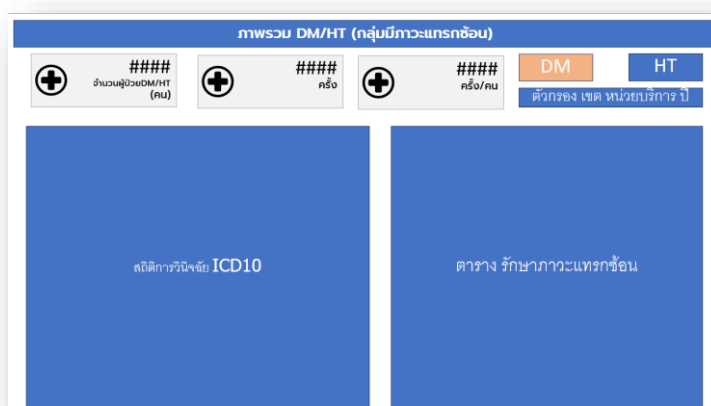 ภาพรวม DM/HT (กลุ่มมีภาวะแทรกซ้อน)
####
จำนวนผู้ป่วยDM/HT
(คน)
####
ครั้ง
####
ครั้ง/คน
DM
HT
ตัวกรอง เขต หน่วยบริการ ปี
สถิติการวินิจฉัย ICD10
ตาราง รักษาภาวะแทรกซ้อน